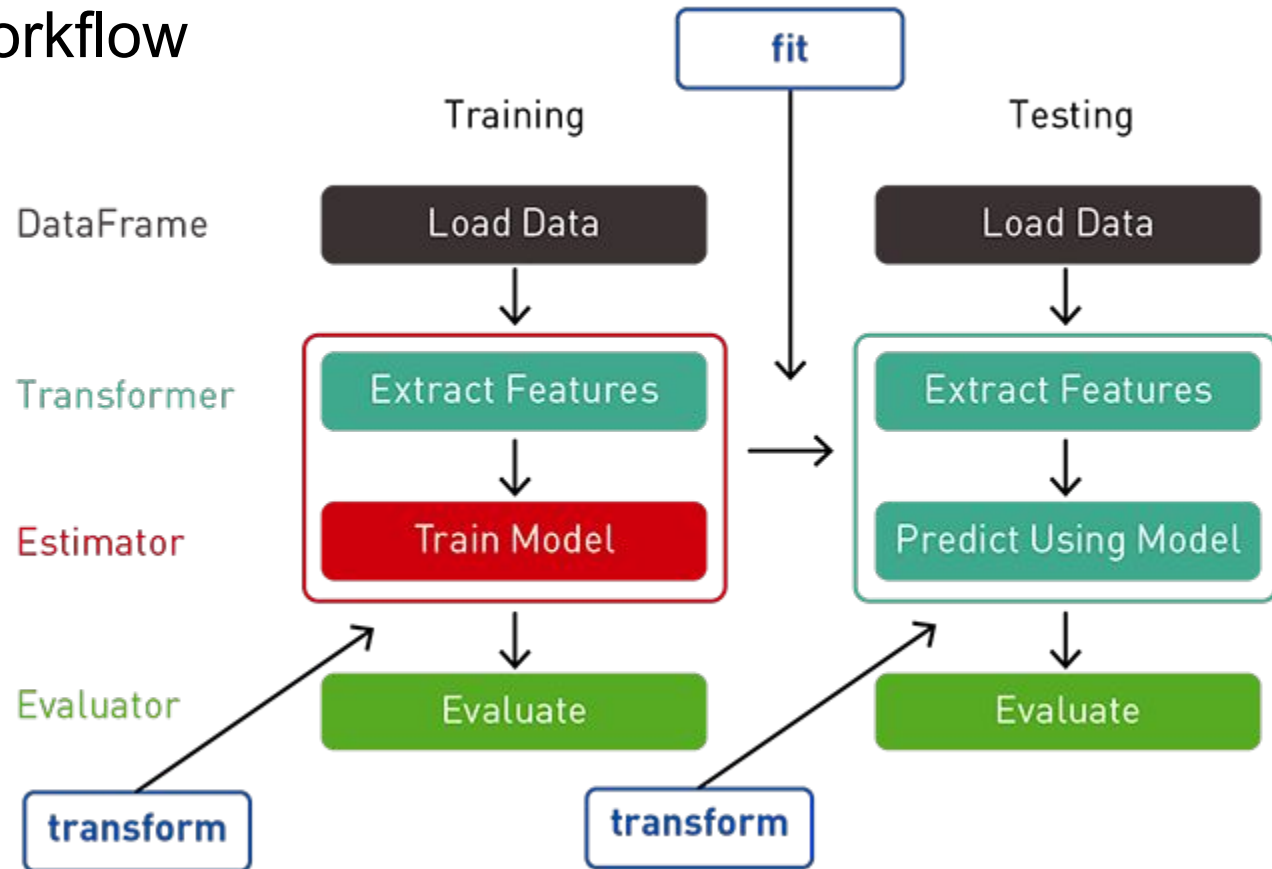 orkflow
fit
Training
Testing
DataFrame
Load Data
Load Data
Transformer
Extract Features
Extract Features
Estimator
Train Model
Predict Using Model
Evaluator
Evaluate
Evaluate
transform
transform